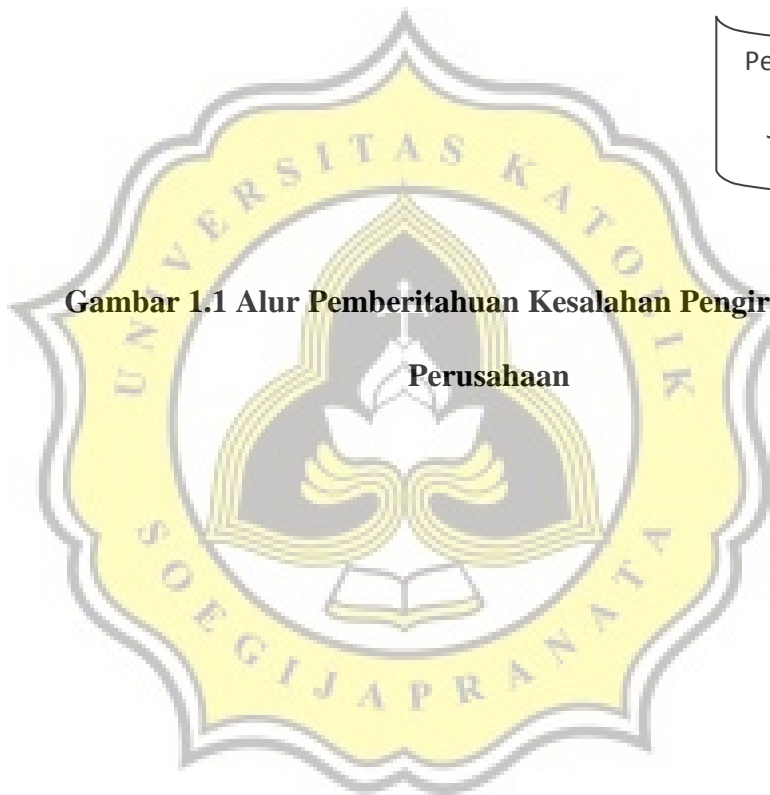 Pe
Gambar 1.1 Alur Pemberitahuan Kesalahan Pengir
Perusahaan
UNIVERSITAS KATOLIK
SOEGIJAPRANATA